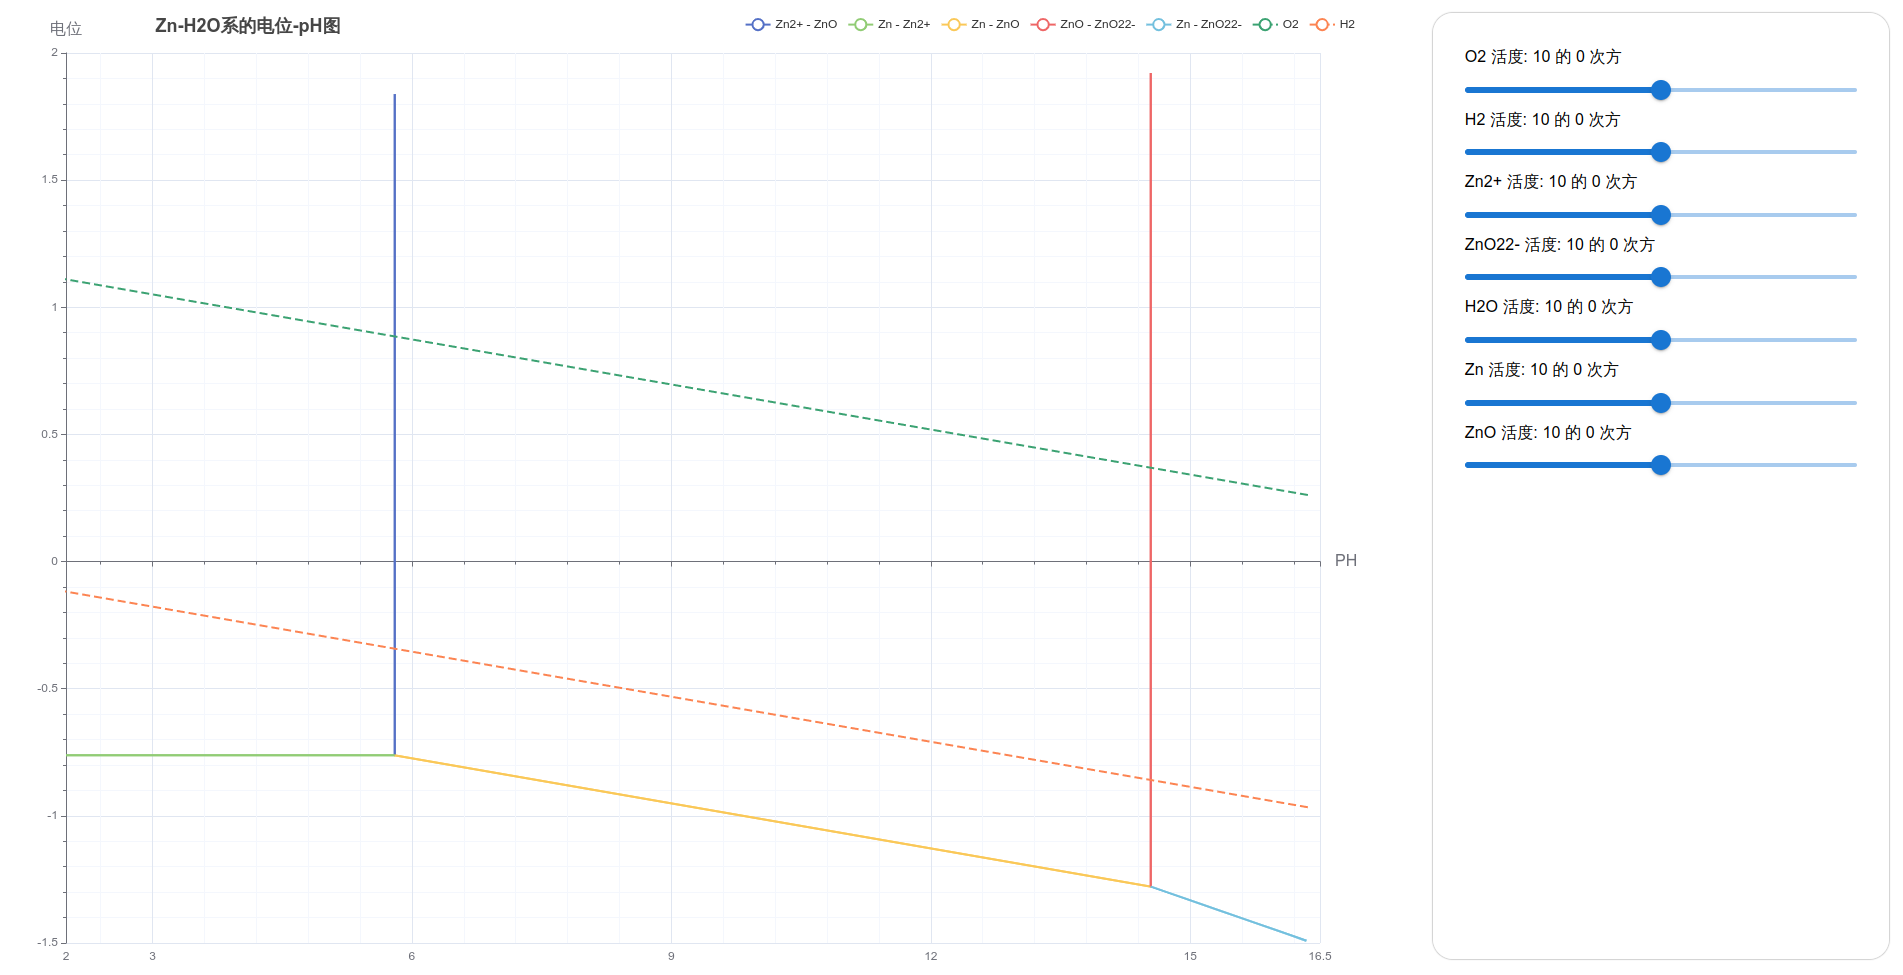 电位
Zn-H2O系的电位-pH图
Zn2+ - ZnO
Zn - Zn2+
Zn - ZnO
ZnO - ZnO22-
Zn - ZnO22-
O2
H2
2
1.5
1
0.5
0
-0.5
-1
-1.5
2
3
6
9
12
15
16.5
PH
O2 活度: 10 的 0 次方
H2 活度: 10 的 0 次方
Zn2+ 活度: 10 的 0 次方
ZnO22- 活度: 10 的 0 次方
H2O 活度: 10 的 0 次方
Zn 活度: 10 的 0 次方
ZnO 活度: 10 的 0 次方